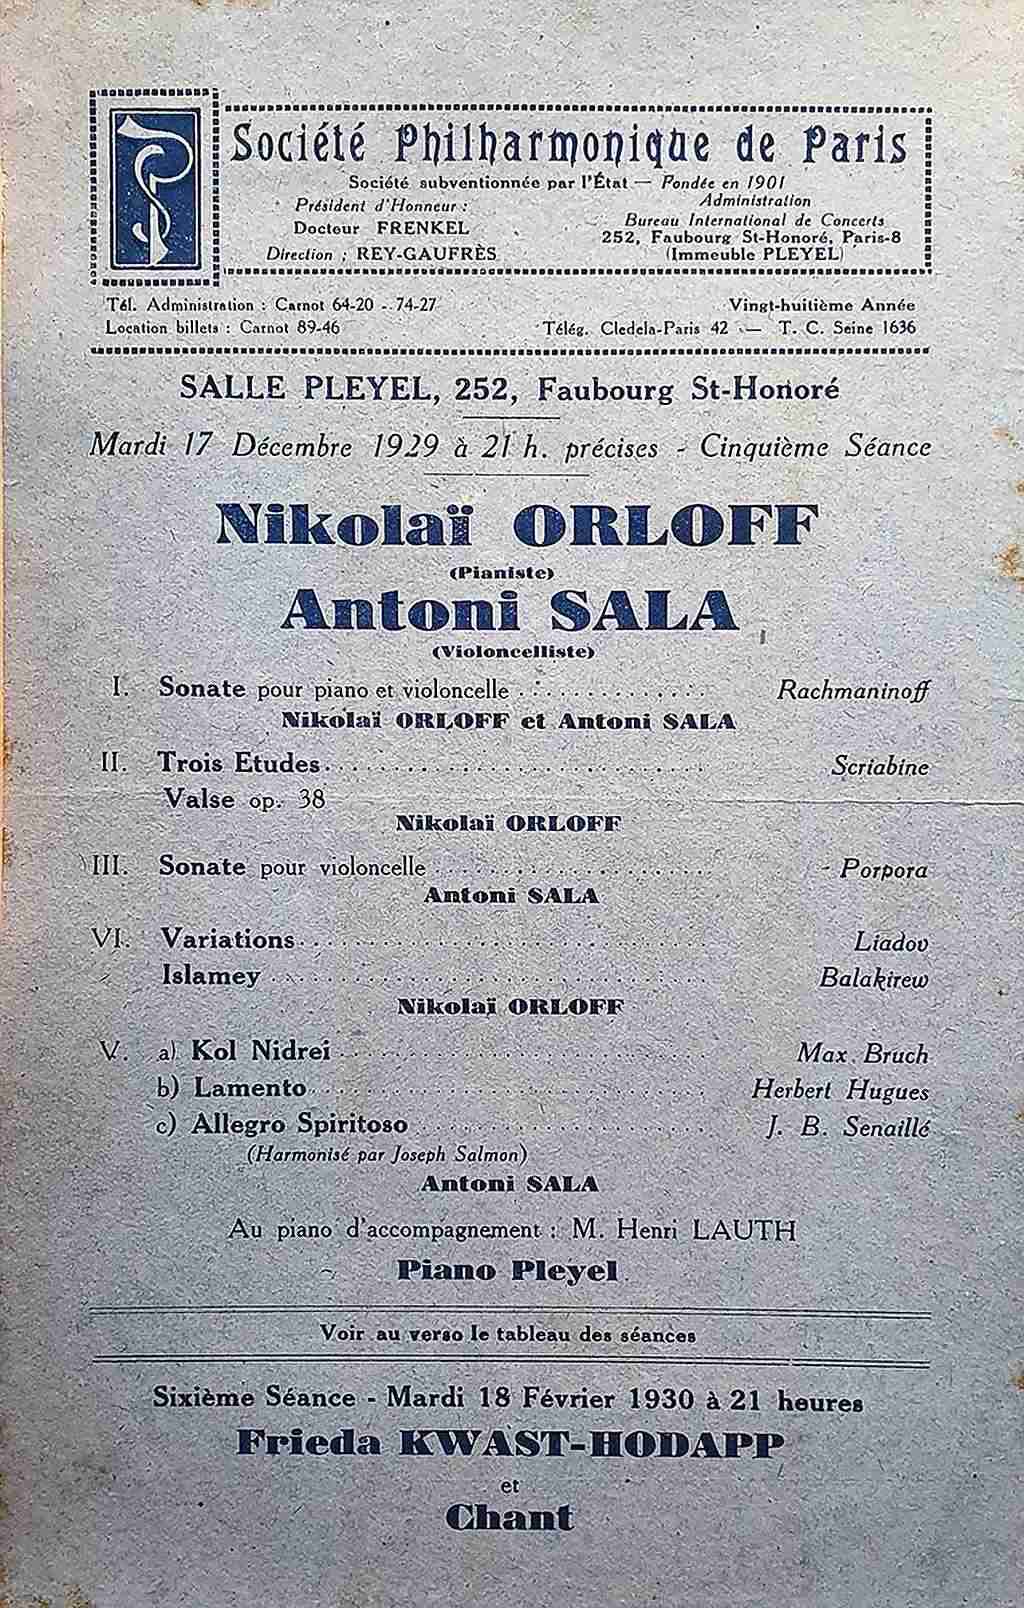 Société Philharmonique de Paris
Société subventionnée par l'État — Fondée en 1901
Président d'Honneur :
Docteur FRENKEL
Direction : REY-GAUFRÈS
Administration
Bureau International de Concerts
252, Faubourg St-Honoré, Paris-8
(Immeuble PLEYEL)
Tél. Administration : Carnot 64-20 - 74-27
Location billets : Carnot 89-46
Vingt-huitième Année
Télég. Cledela-Paris 42 — T. C. Seine 1636
SALLE PLEYEL, 252, Faubourg St-Honoré
Mardi 17 Décembre 1929 à 21 h. précises - Cinquième Séance
Nikolaï ORLOFF
(Pianiste)
Antoni SALA
(Violoncelliste)
I. Sonate pour piano et violoncelle . . . . . . . . . . . . . Rachmaninoff
Nikolaï ORLOFF et Antoni SALA
II. Trois Etudes . . . . . . . . . . . . . . . . . . . . . . . . . Scriabine
Valse op. 38
Nikolaï ORLOFF
III. Sonate pour violoncelle . . . . . . . . . . . . . . . . . . Porpora
Antoni SALA
VI. Variations . . . . . . . . . . . . . . . . . . . . . . . . . . Liadov
Islamey . . . . . . . . . . . . . . . . . . . . . . . . . . . . Balakirew
Nikolaï ORLOFF
V. a) Kol Nidrei . . . . . . . . . . . . . . . . . . . . . . . . Max. Bruch
b) Lamento . . . . . . . . . . . . . . . . . . . . . . . . . . Herbert Hugues
c) Allegro Spiritoso . . . . . . . . . . . . . . . . . . . . J. B. Senaillé
(Harmonisé par Joseph Salmon)
Antoni SALA
Au piano d'accompagnement : M. Henri LAUTH
Piano Pleyel
Voir au verso le tableau des séances
Sixième Séance - Mardi 18 Février 1930 à 21 heures
Frieda KWAST-HODAPP
et
Chant